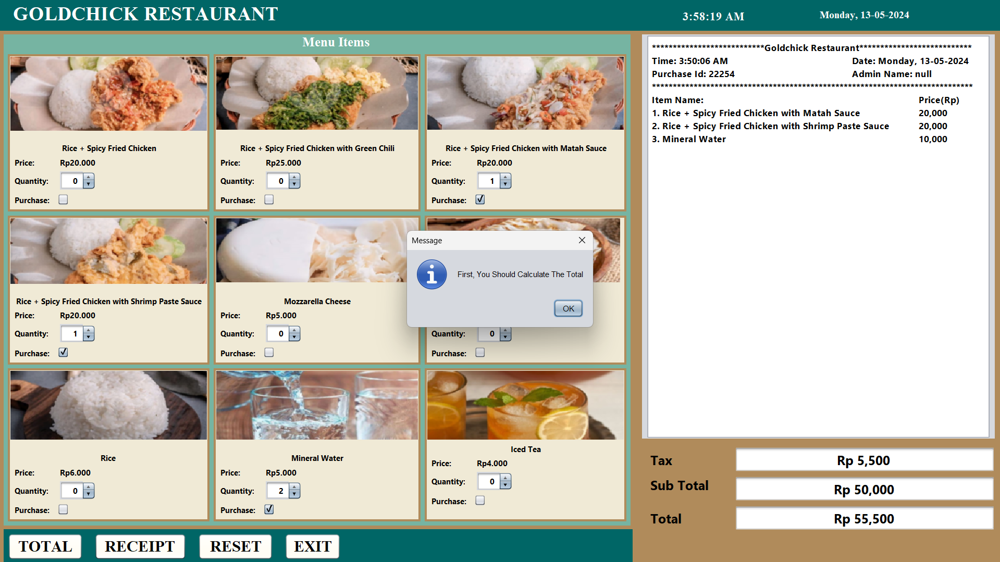 GOLDCHICK RESTAURANT
3:58:19 AM
Monday, 13-05-2024
Menu Items
Rice + Spicy Fried Chicken
Price: Rp20.000
Quantity: 0
Purchase:
Rice + Spicy Fried Chicken with Green Chili
Price: Rp25.000
Quantity: 0
Purchase:
Rice + Spicy Fried Chicken with Matah Sauce
Price: Rp20.000
Quantity: 1
Purchase:
Rice + Spicy Fried Chicken with Shrimp Paste Sauce
Price: Rp20.000
Quantity: 1
Purchase:
Mozzarella Cheese
Price: Rp5.000
Quantity: 0
Purchase:
Quantity: 0
Purchase:
Message
First, You Should Calculate The Total
OK
Rice
Price: Rp6.000
Quantity: 0
Purchase:
Mineral Water
Price: Rp5.000
Quantity: 2
Purchase:
Iced Tea
Price: Rp4.000
Quantity: 0
Purchase:
TOTAL
RECEIPT
RESET
EXIT
***************************Goldchick Restaurant***************************
Time: 3:50:06 AM Date: Monday, 13-05-2024
Purchase Id: 22254 Admin Name: null
*****************************************************************************
Item Name: Price(Rp)
1. Rice + Spicy Fried Chicken with Matah Sauce 20,000
2. Rice + Spicy Fried Chicken with Shrimp Paste Sauce 20,000
3. Mineral Water 10,000
Tax Rp 5,500
Sub Total Rp 50,000
Total Rp 55,500